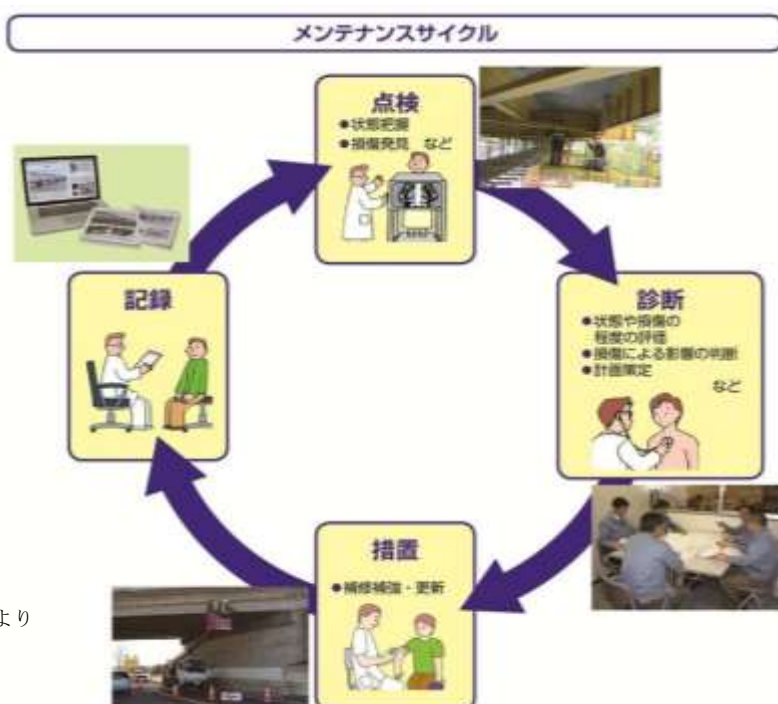 メンテナンスサイクル
点検
●状態把握
●損傷発見 など
診断
●状態や損傷の
程度の評価
●損傷による影響の判断
●計画策定
など
措置
●補修補強・更新
記録
より